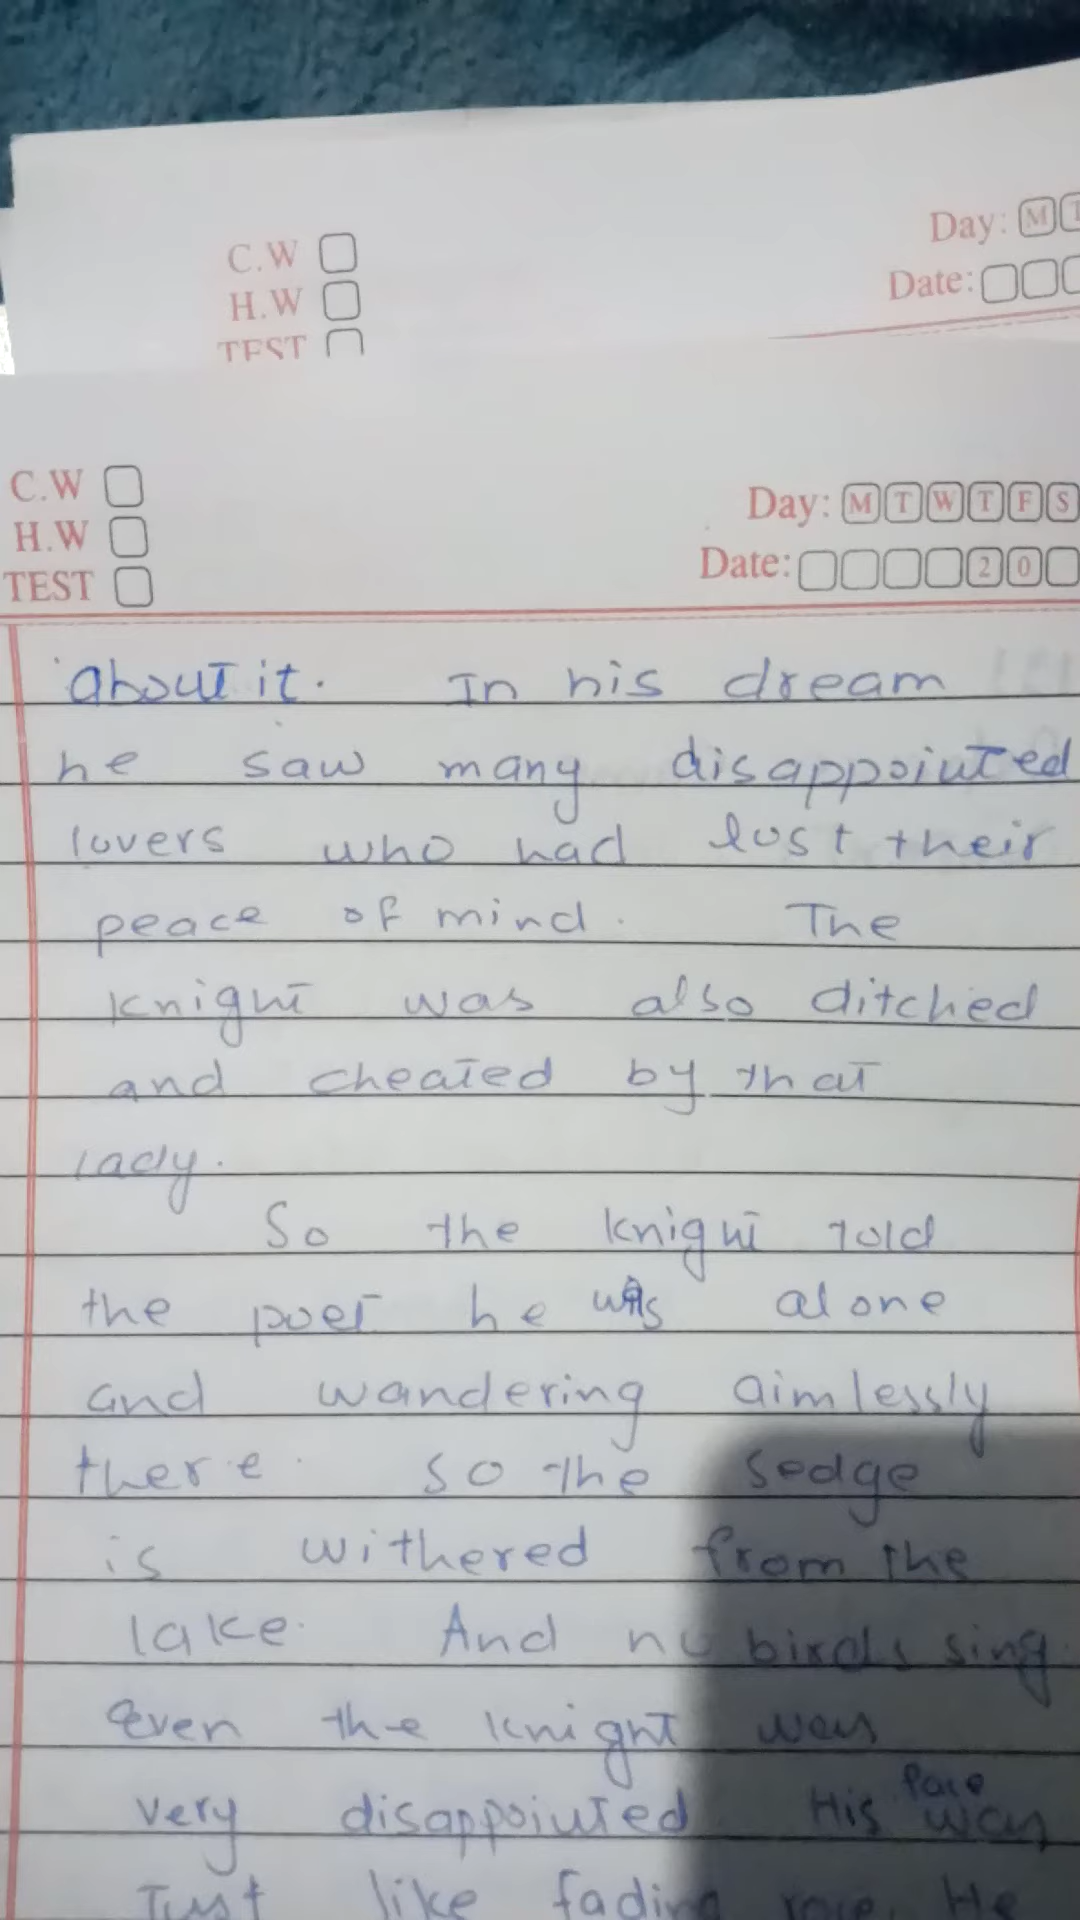 C.W
Day: M T
H.W
Date:
TEST
C.W
Day: M T W T F S
H.W
Date: 2 0
TEST
about it. In his dream
he saw many disappointed
lovers who had lost their
peace of mind. The
knight was also ditched
and cheated by that
lady.
So the knight told
the poet he was alone
and wandering aimlessly
there. So the sedge
is withered from the
lake. And no birds sing
even the knight was
very disappointed. His face was
Just like fading rose. He